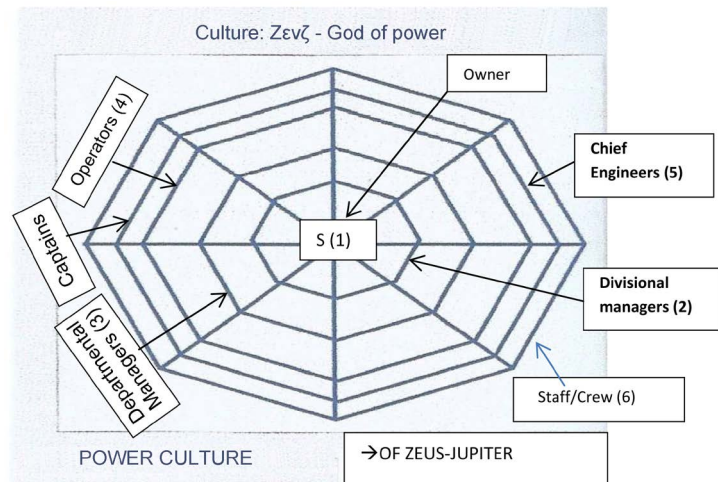 Culture: Ζενζ - God of power
Owner
Operators (4)
Chief
Engineers (5)
Captains
S (1)
Departmental
Managers (3)
Divisional
managers (2)
Staff/Crew (6)
POWER CULTURE
→OF ZEUS-JUPITER